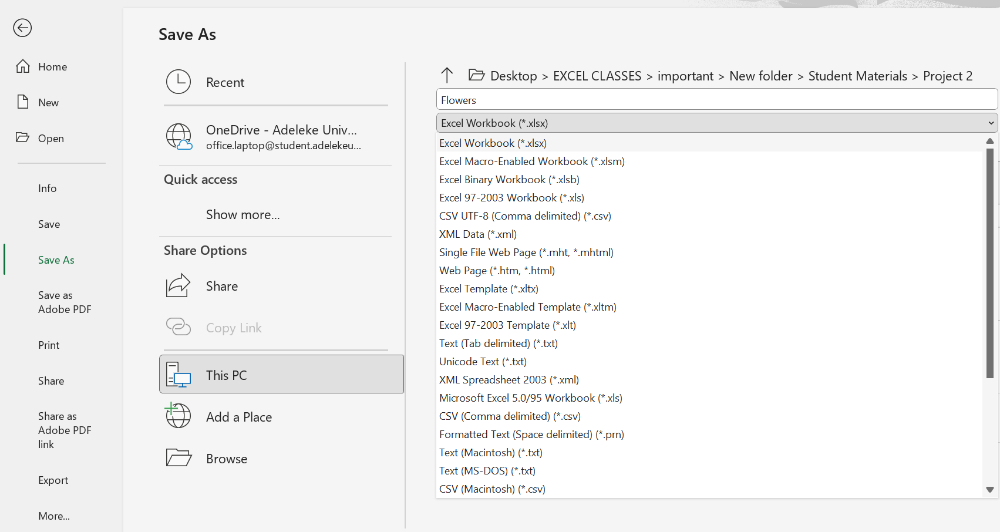 Home
New
Open
Info
Save
Save As
Save as
Adobe PDF
Print
Share
Share as
Adobe PDF
link
Export
More...
Save As
Recent
OneDrive - Adeleke Univ...
office.laptop@student.adelekeu...
Quick access
Show more...
Share Options
Share
Copy Link
This PC
Add a Place
Browse
Desktop > EXCEL CLASSES > important > New folder > Student Materials > Project 2
Flowers
Excel Workbook (*.xlsx)
Excel Workbook (*.xlsx)
Excel Macro-Enabled Workbook (*.xlsm)
Excel Binary Workbook (*.xlsb)
Excel 97-2003 Workbook (*.xls)
CSV UTF-8 (Comma delimited) (*.csv)
XML Data (*.xml)
Single File Web Page (*.mht, *.mhtml)
Web Page (*.htm, *.html)
Excel Template (*.xltx)
Excel Macro-Enabled Template (*.xltm)
Excel 97-2003 Template (*.xlt)
Text (Tab delimited) (*.txt)
Unicode Text (*.txt)
XML Spreadsheet 2003 (*.xml)
Microsoft Excel 5.0/95 Workbook (*.xls)
CSV (Comma delimited) (*.csv)
Formatted Text (Space delimited) (*.prn)
Text (Macintosh) (*.txt)
Text (MS-DOS) (*.txt)
CSV (Macintosh) (*.csv)